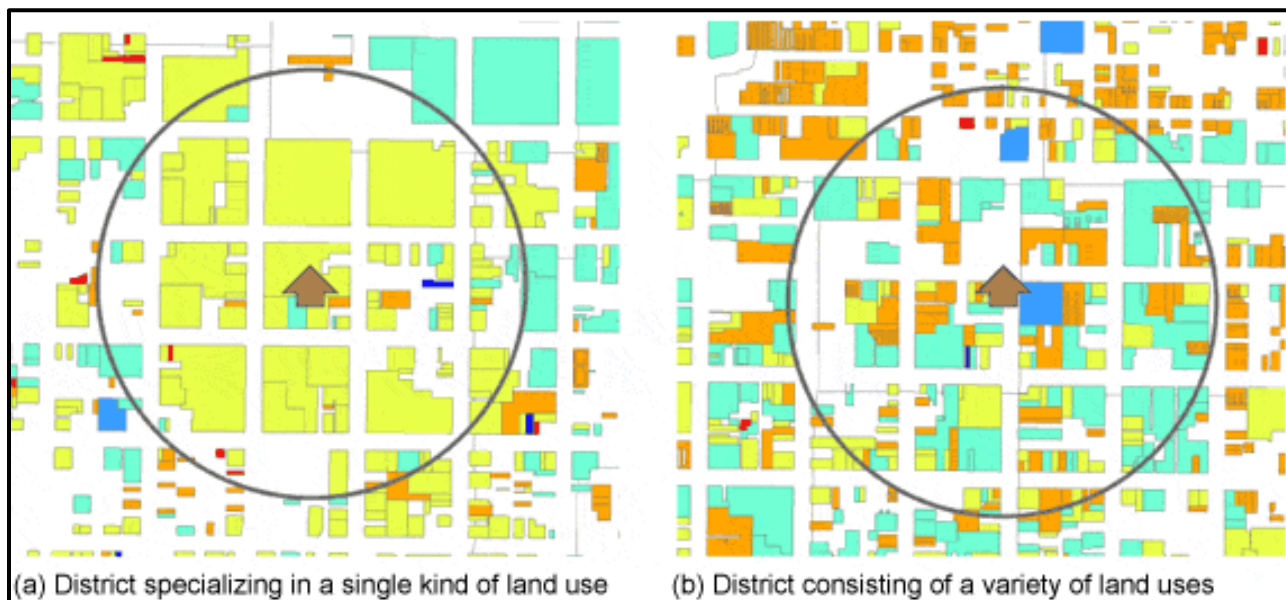 (a) District specializing in a single kind of land use
(b) District consisting of a variety of land uses